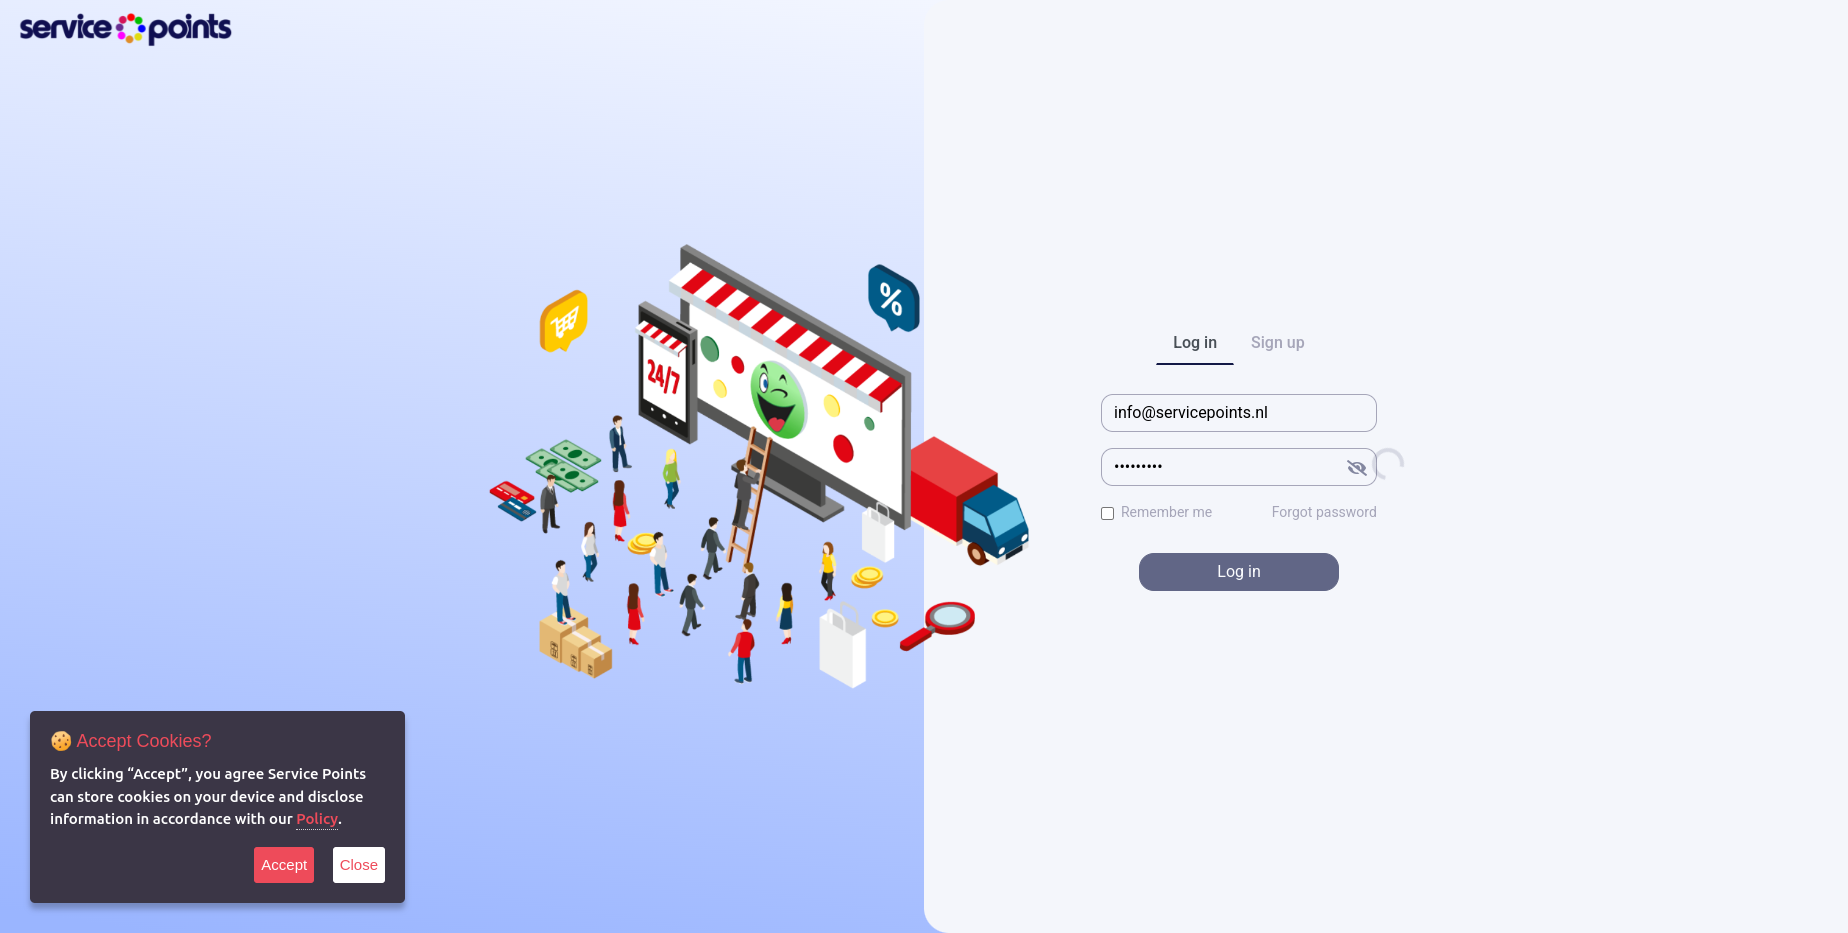 service points
24/7
%
Log in
Sign up
info@servicepoints.nl
•••••••••
Remember me
Forgot password
Log in
🍪 Accept Cookies?
By clicking “Accept”, you agree Service Points
can store cookies on your device and disclose
information in accordance with our Policy.
Accept
Close